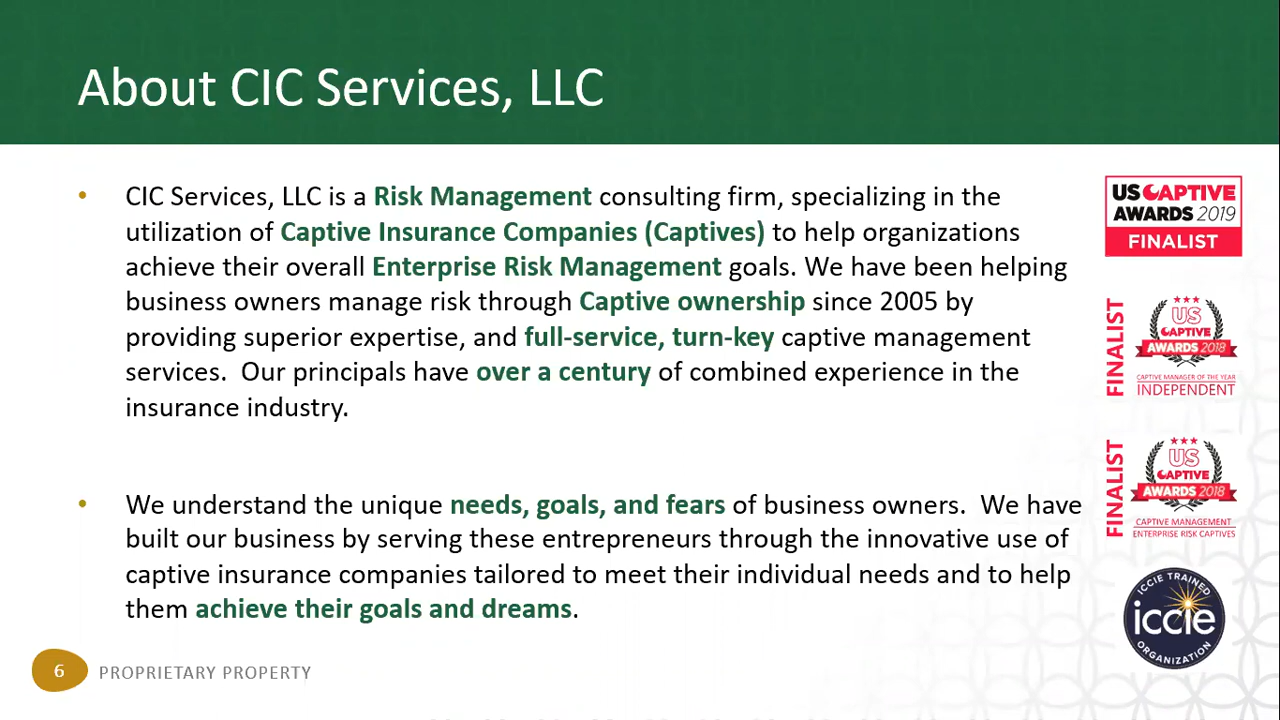 About CIC Services, LLC
• CIC Services, LLC is a Risk Management consulting firm, specializing in the
utilization of Captive Insurance Companies (Captives) to help organizations
achieve their overall Enterprise Risk Management goals. We have been helping
business owners manage risk through Captive ownership since 2005 by
providing superior expertise, and full-service, turn-key captive management
services.  Our principals have over a century of combined experience in the
insurance industry.
• We understand the unique needs, goals, and fears of business owners.  We have
built our business by serving these entrepreneurs through the innovative use of
captive insurance companies tailored to meet their individual needs and to help
them achieve their goals and dreams.
US CAPTIVE
AWARDS 2019
FINALIST
FINALIST
US
CAPTIVE
AWARDS 2018
CAPTIVE MANAGER OF THE YEAR
INDEPENDENT
FINALIST
US
CAPTIVE
AWARDS 2018
CAPTIVE MANAGEMENT
ENTERPRISE RISK CAPTIVES
ICCIE TRAINED
iccie
ORGANIZATION
6
PROPRIETARY PROPERTY